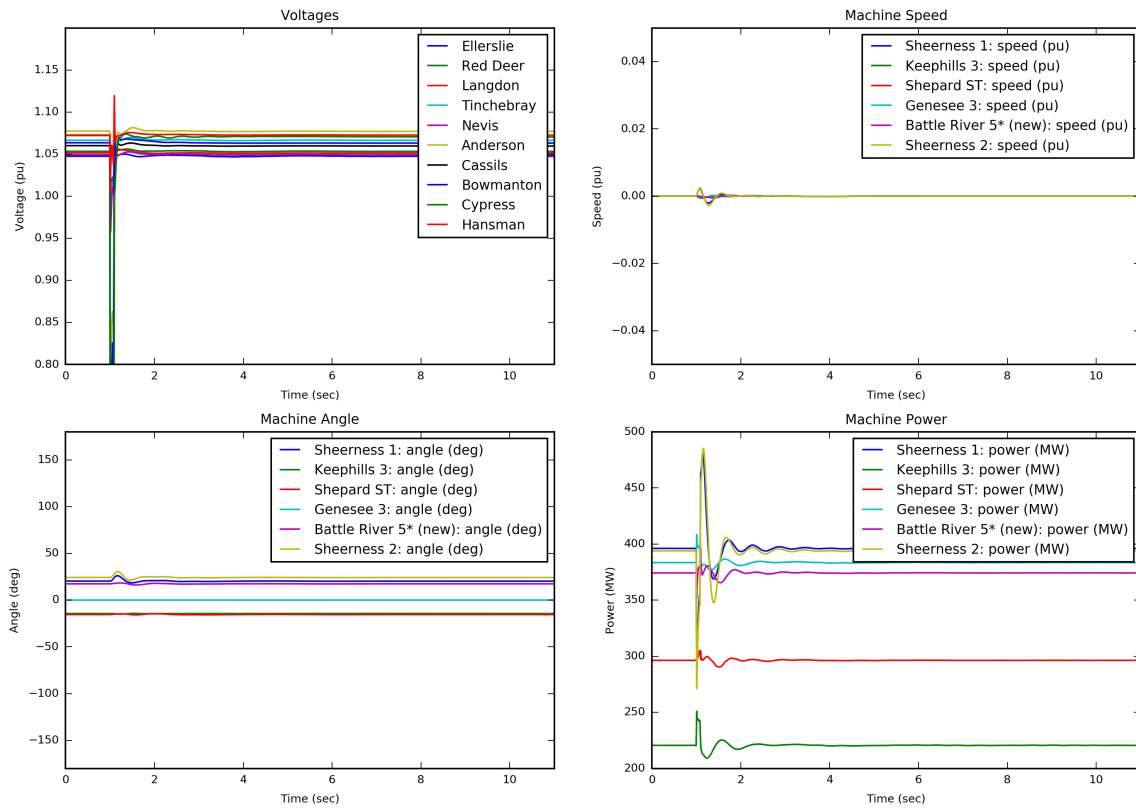 Voltages
1.15
1.10
1.05
1.00
0.95
0.90
0.85
0.80
Voltage (pu)
0
2
4
6
8
10
Time (sec)
Ellerslie
Red Deer
Langdon
Tinchebray
Nevis
Anderson
Cassils
Bowmanton
Cypress
Hansman
Machine Speed
0.04
0.02
0.00
−0.02
−0.04
Speed (pu)
0
2
4
6
8
10
Time (sec)
Sheerness 1: speed (pu)
Keephills 3: speed (pu)
Shepard ST: speed (pu)
Genesee 3: speed (pu)
Battle River 5* (new): speed (pu)
Sheerness 2: speed (pu)
Machine Angle
150
100
50
0
−50
−100
−150
Angle (deg)
0
2
4
6
8
10
Time (sec)
Sheerness 1: angle (deg)
Keephills 3: angle (deg)
Shepard ST: angle (deg)
Genesee 3: angle (deg)
Battle River 5* (new): angle (deg)
Sheerness 2: angle (deg)
Machine Power
500
450
400
350
300
250
200
Power (MW)
0
2
4
6
8
10
Time (sec)
Sheerness 1: power (MW)
Keephills 3: power (MW)
Shepard ST: power (MW)
Genesee 3: power (MW)
Battle River 5* (new): power (MW)
Sheerness 2: power (MW)